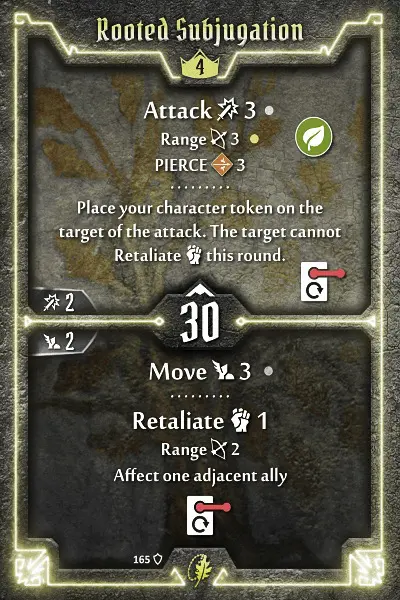 Rooted Subjugation
4
Attack 3
Range 3
PIERCE 3
Place your character token on the
target of the attack. The target cannot
Retaliate this round.
2
30
2
Move 3
Retaliate 1
Range 2
Affect one adjacent ally
165